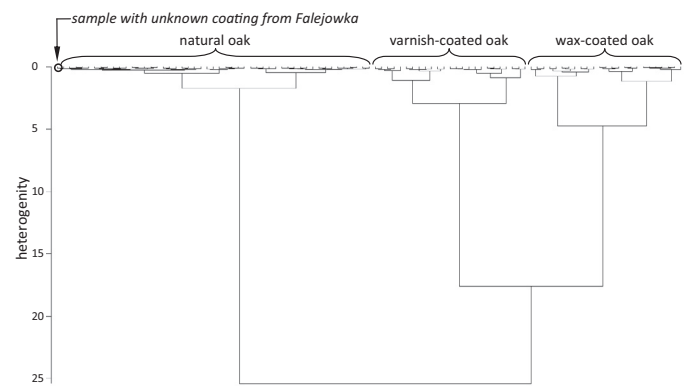 sample with unknown coating from Falejowka
natural oak
varnish-coated oak
wax-coated oak
0
5
10
15
20
25
heterogenity